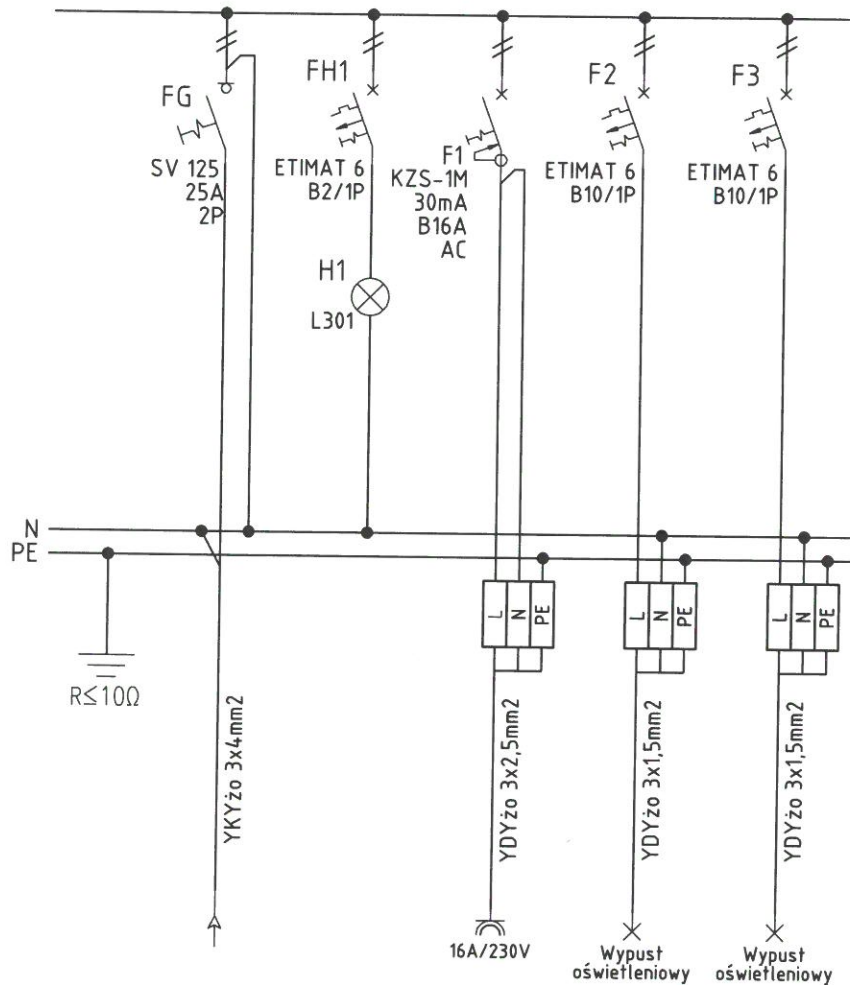 FG
SV 125
25A
2P
FH1
ETIMAT 6
B2/1P
H1
L301
F1
KZS-1M
30mA
B16A
AC
F2
ETIMAT 6
B10/1P
F3
ETIMAT 6
B10/1P
N
PE
R≤10Ω
L
N
PE
L
N
PE
L
N
PE
YKYżo 3x4mm2
YDYżo 3x2,5mm2
YDYżo 3x1,5mm2
YDYżo 3x1,5mm2
16A/230V
Wypust
oświetleniowy
Wypust
oświetleniowy